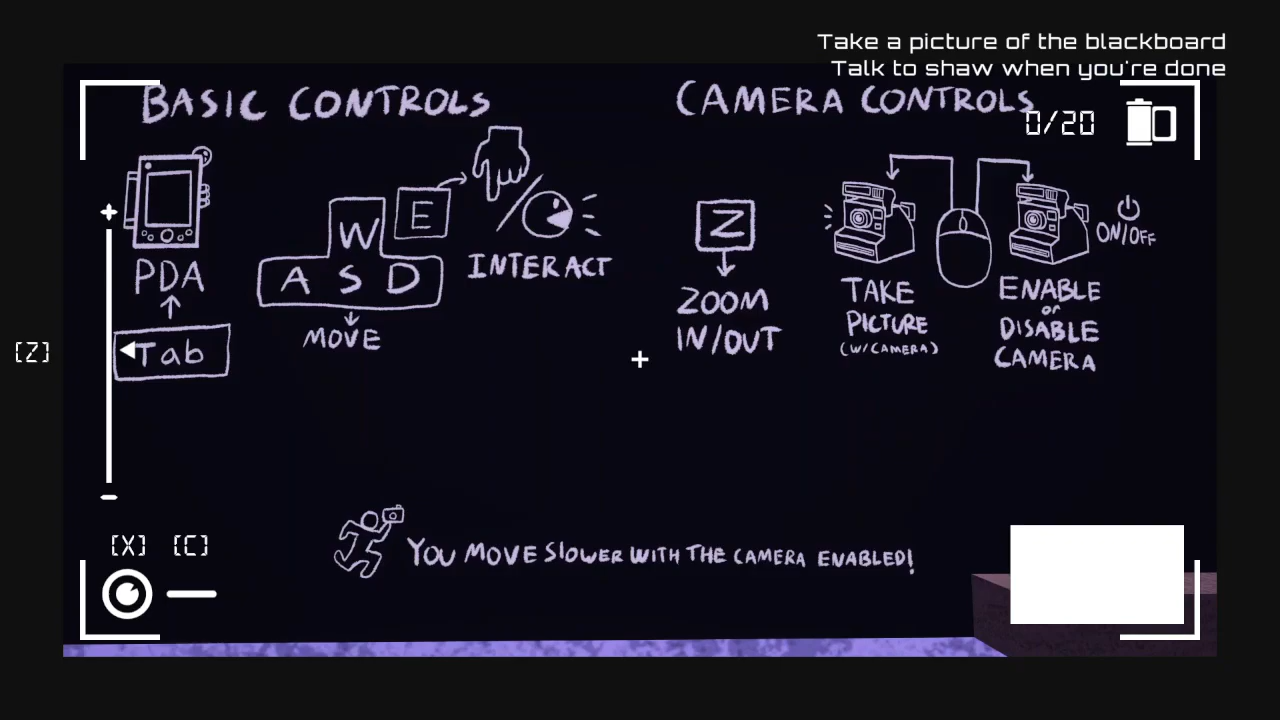 Take a picture of the blackboard
Talk to shaw when you're done
BASIC CONTROLS
CAMERA CONTROLS
0/20
W
E
A S D
Z
ON/OFF
PDA
INTERACT
MOVE
Tab
ZOOM
IN/OUT
TAKE
PICTURE
(W/CAMERA)
ENABLE
or
DISABLE
CAMERA
[Z]
[X] [C]
YOU MOVE SLOWER WITH THE CAMERA ENABLED!